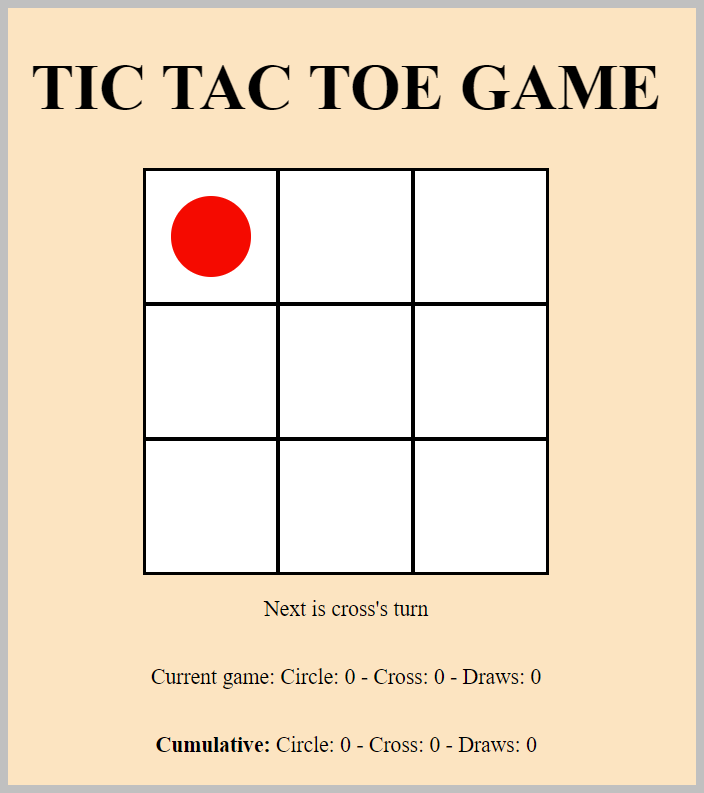 TIC TAC TOE GAME
Next is cross's turn
Current game: Circle: 0 - Cross: 0 - Draws: 0
Cumulative: Circle: 0 - Cross: 0 - Draws: 0